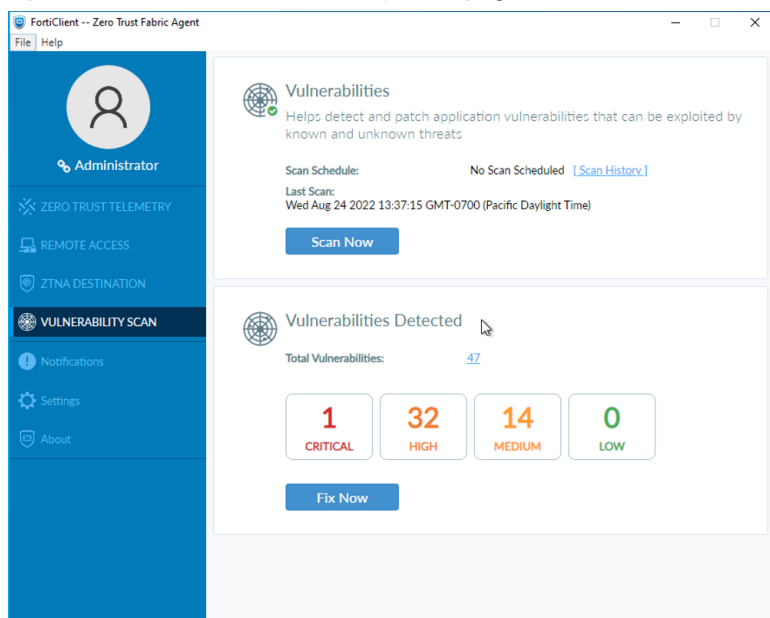 FortiClient -- Zero Trust Fabric Agent
File Help
Administrator
ZERO TRUST TELEMETRY
REMOTE ACCESS
ZTNA DESTINATION
VULNERABILITY SCAN
Notifications
Settings
About
Vulnerabilities
Helps detect and patch application vulnerabilities that can be exploited by
known and unknown threats
Scan Schedule: No Scan Scheduled [ Scan History ]
Last Scan:
Wed Aug 24 2022 13:37:15 GMT-0700 (Pacific Daylight Time)
Scan Now
Vulnerabilities Detected
Total Vulnerabilities: 47
1 32 14 0
CRITICAL HIGH MEDIUM LOW
Fix Now